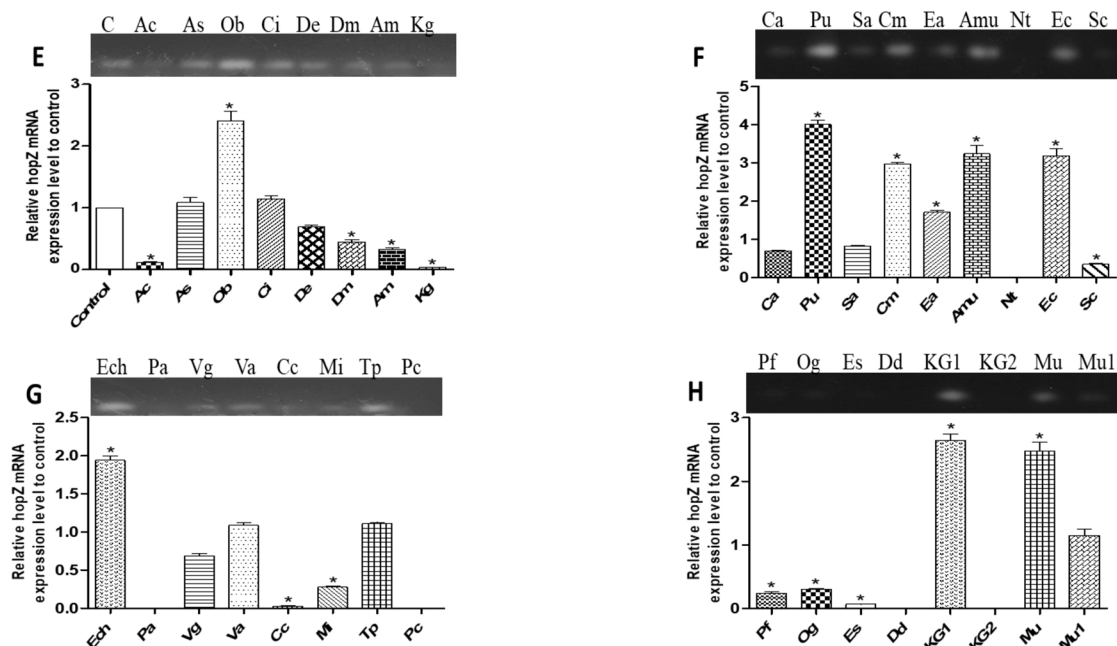 C Ac As Ob Ci De Dm Am Kg
E
Relative hopZ mRNA
expression level to control
3
2
1
0
* * * * *
Control Ac As Ob Ci De Dm Am Kg
Ca Pu Sa Cm Ea Amu Nt Ec Sc
F
Relative hopZ mRNA
expression level to control
5
4
3
2
1
0
* * * * * *
Ca Pu Sa Cm Ea Amu Nt Ec Sc
Ech Pa Vg Va Cc Mi Tp Pc
G
Relative hopZ mRNA
expression level to control
2.5
2.0
1.5
1.0
0.5
0.0
* * *
Ech Pa Vg Va Cc Mi Tp Pc
Pf Og Es Dd KG1 KG2 Mu Mu1
H
Relative hopZ mRNA
expression level to control
3
2
1
0
* * * * *
Pf Og Es Dd KG1 KG2 Mu Mu1